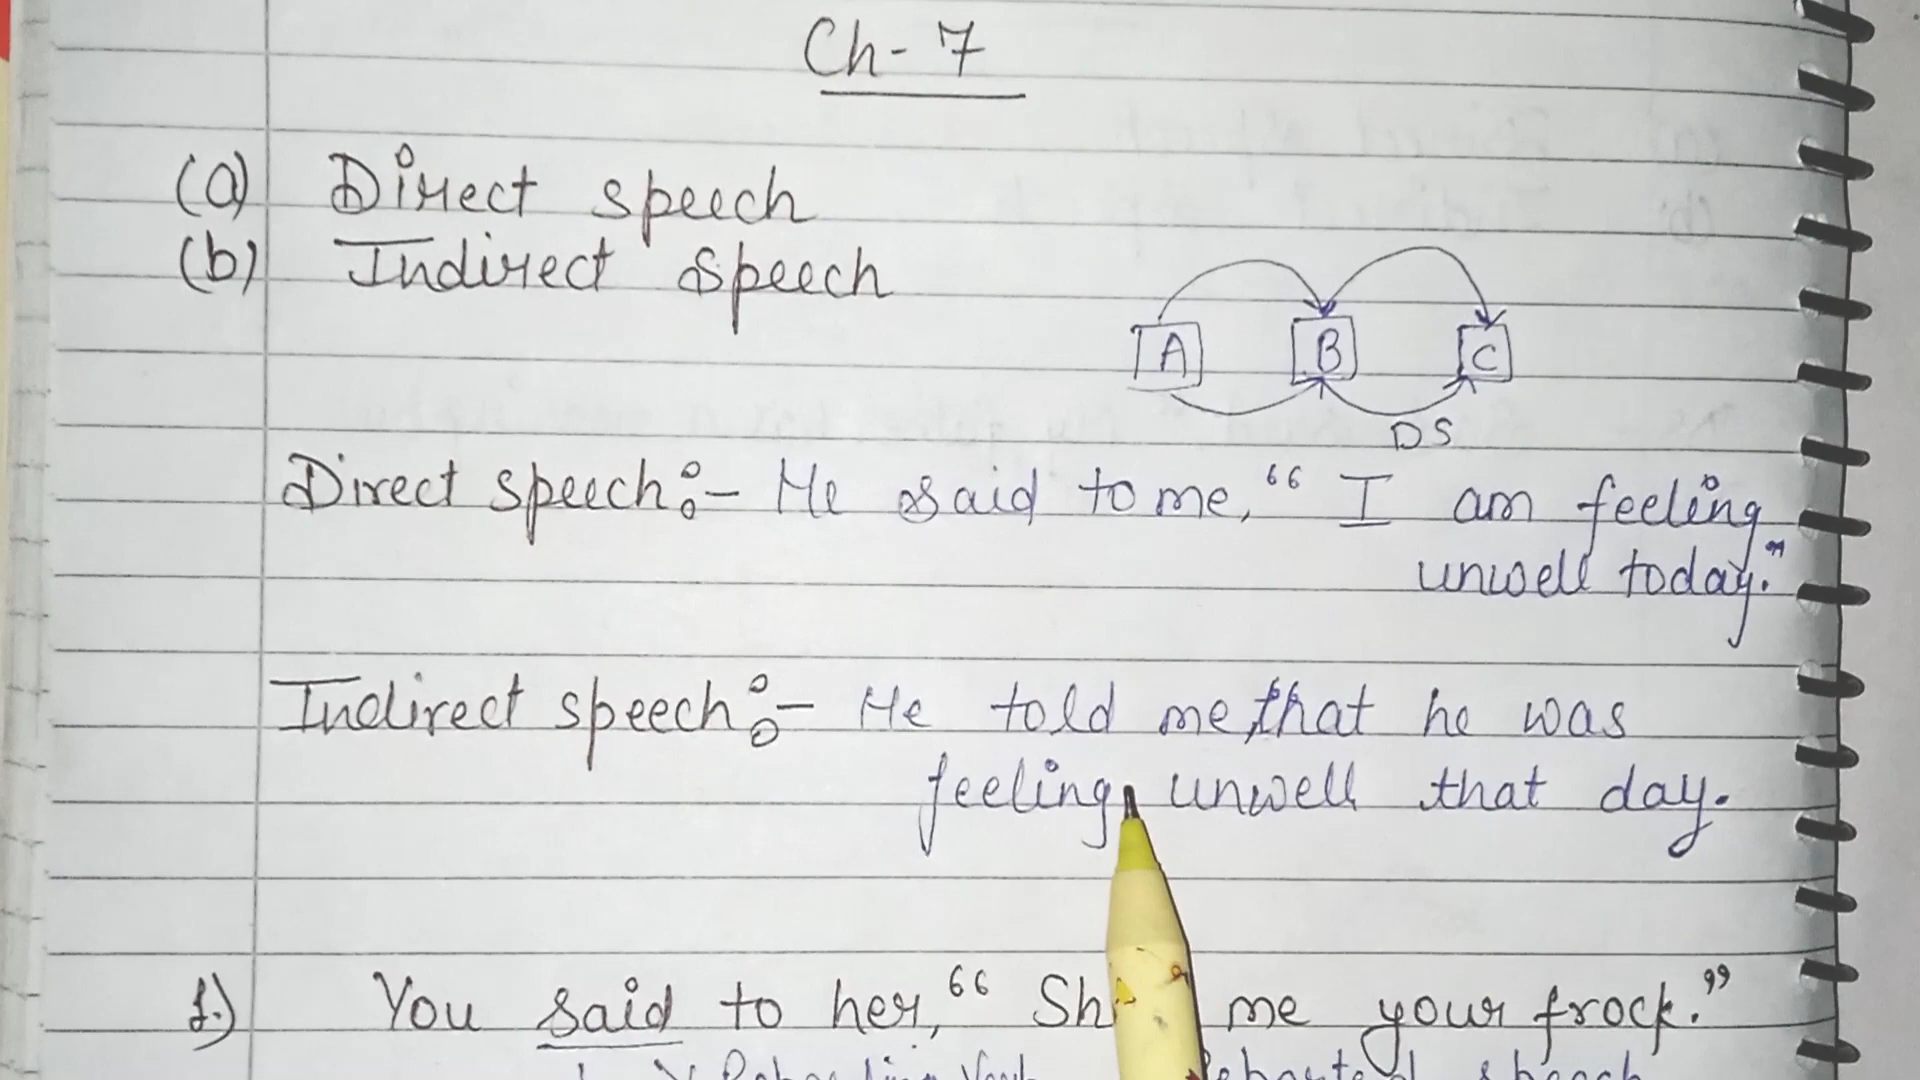 Ch-7
(a) Direct speech
(b) Indirect speech
A B C
DS
Direct speech:- He said to me, "I am feeling
unwell today."
Indirect speech:- He told me that he was
feeling unwell that day.
1.) You said to her, "Sh me your frock."